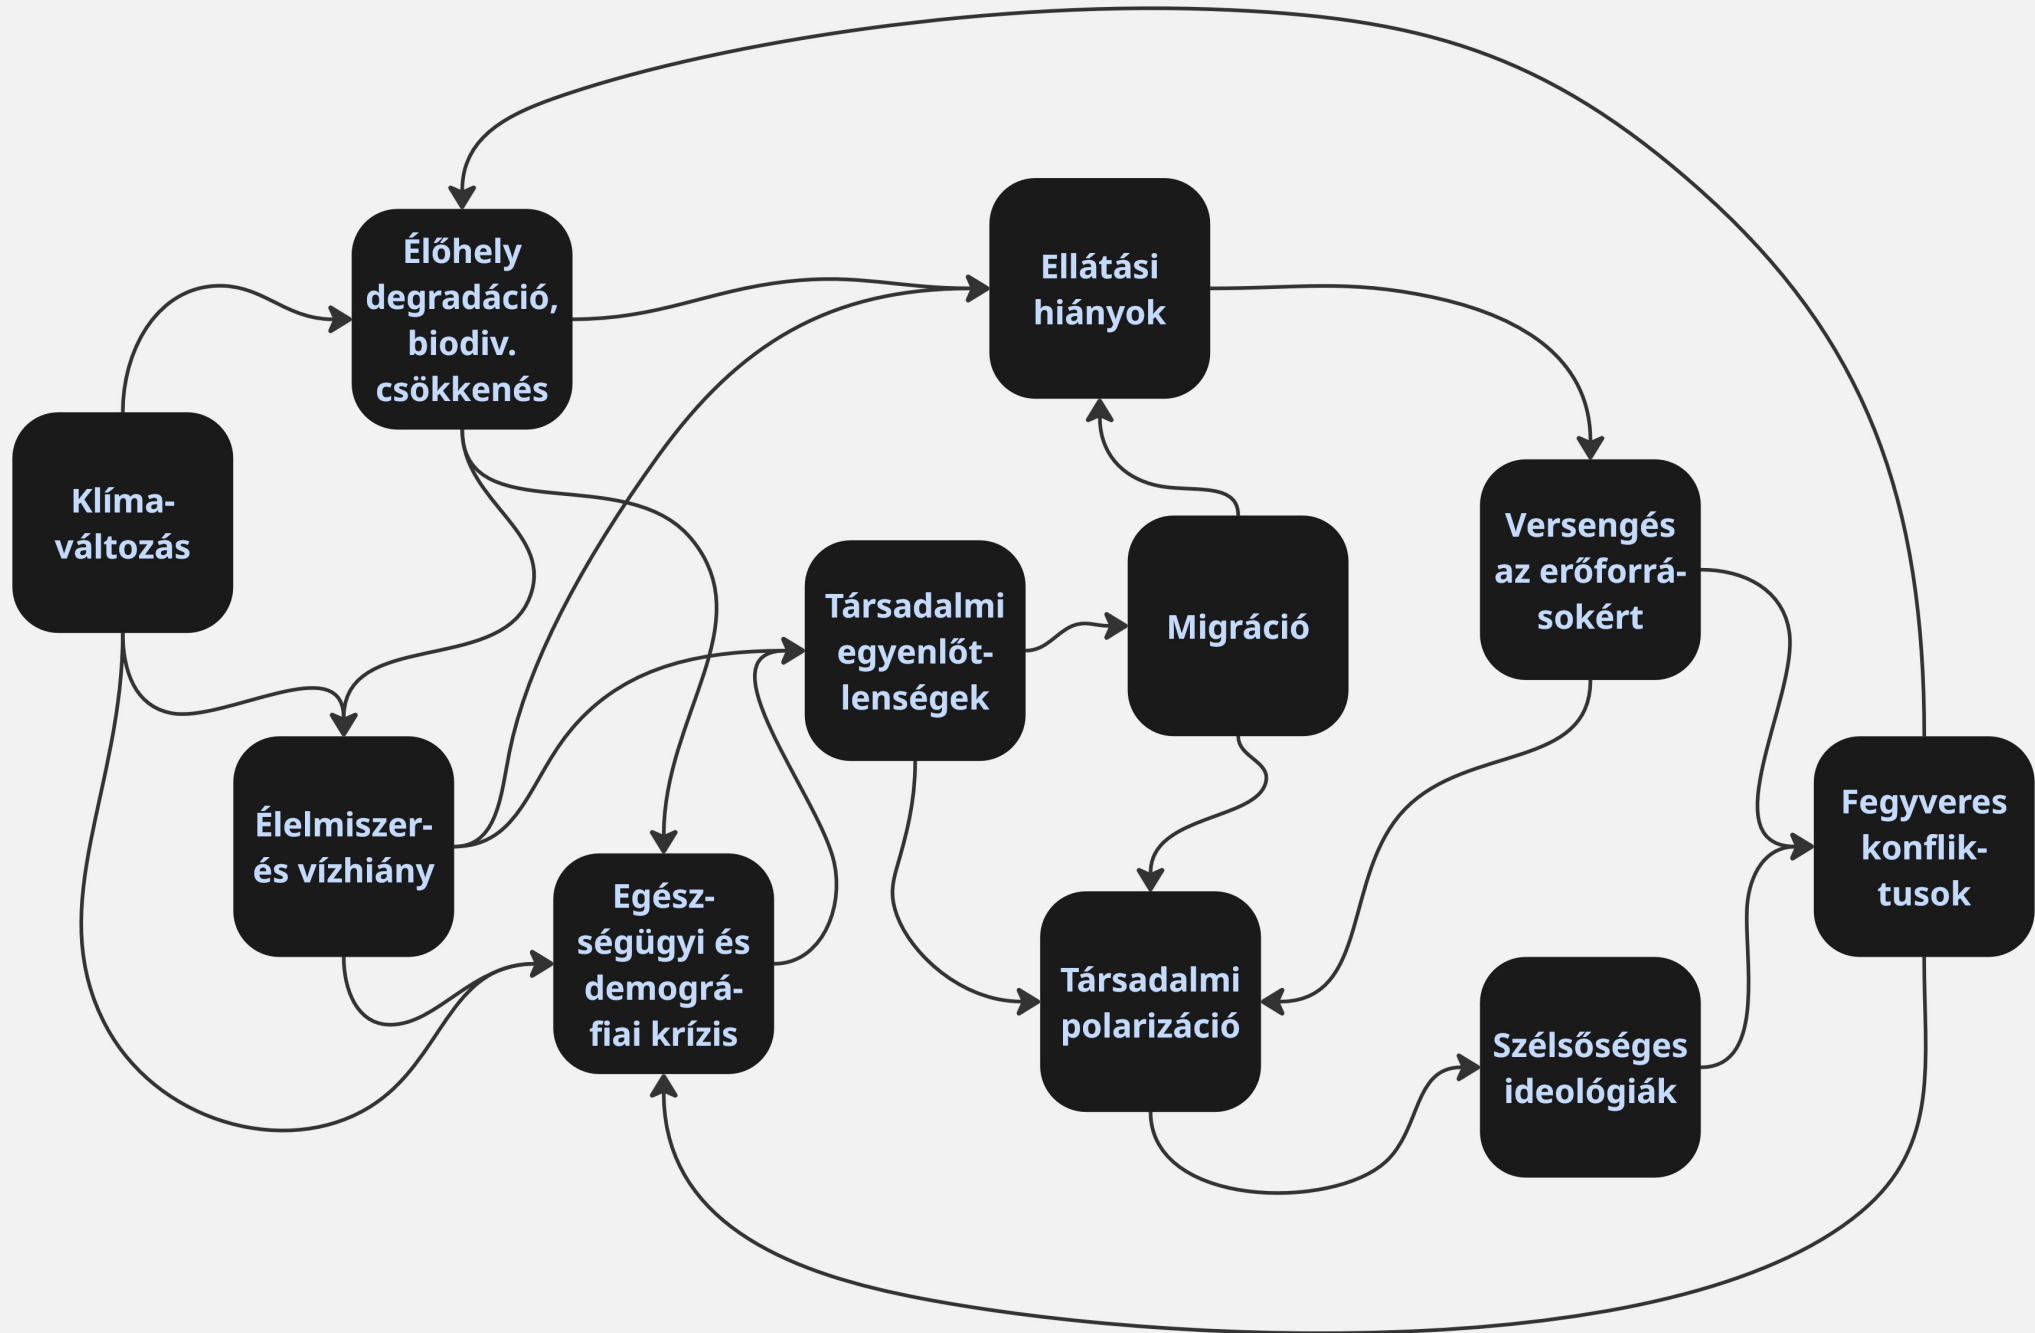 Élőhely
degradáció,
biodiv.
csökkenés
Ellátási
hiányok
Klíma-
változás
Versengés
az erőforrá-
sokért
Társadalmi
egyenlőt-
lenségek
Migráció
Élelmiszer-
és vízhiány
Fegyveres
konflik-
tusok
Egész-
ségügyi és
demográ-
fiai krízis
Társadalmi
polarizáció
Szélsőséges
ideológiák